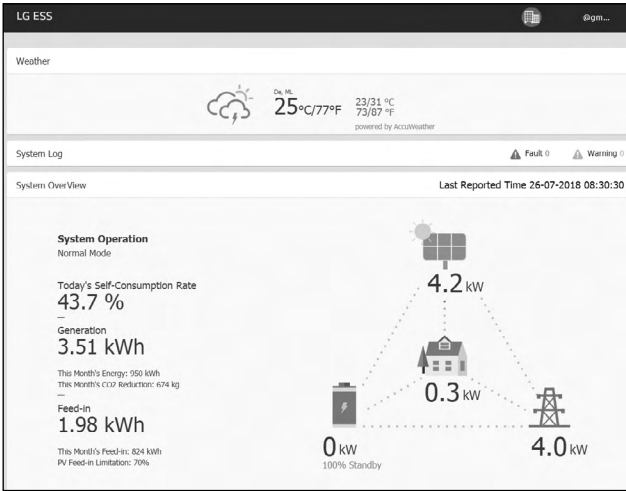 LG ESS
@gm...
Weather
De, ML
25°C/77°F
23/31 °C
73/87 °F
powered by AccuWeather
System Log
Fault 0
Warning 0
System OverView
Last Reported Time 26-07-2018 08:30:30
System Operation
Normal Mode
Today's Self-Consumption Rate
43.7 %
Generation
3.51 kWh
This Month's Energy: 950 kWh
This Month's CO2 Reduction: 674 kg
Feed-in
1.98 kWh
This Month's Feed-in: 824 kWh
PV Feed-in Limitation: 70%
4.2 kW
0.3 kW
0 kW
100% Standby
4.0 kW